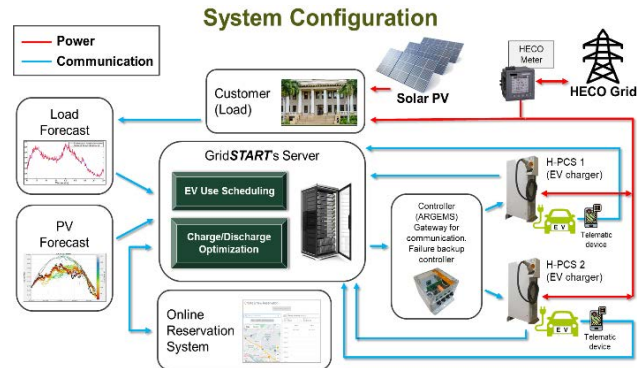 System Configuration
Power
Communication
Customer
(Load)
Solar PV
HECO
Meter
HECO Grid
Load
Forecast
GridSTART's Server
EV Use Scheduling
Charge/Discharge
Optimization
PV
Forecast
Controller
(ARGEMS)
Gateway for
communication.
Failure backup
controller
H-PCS 1
(EV charger)
EV
Telematic
device
H-PCS 2
(EV charger)
EV
Telematic
device
Online
Reservation
System